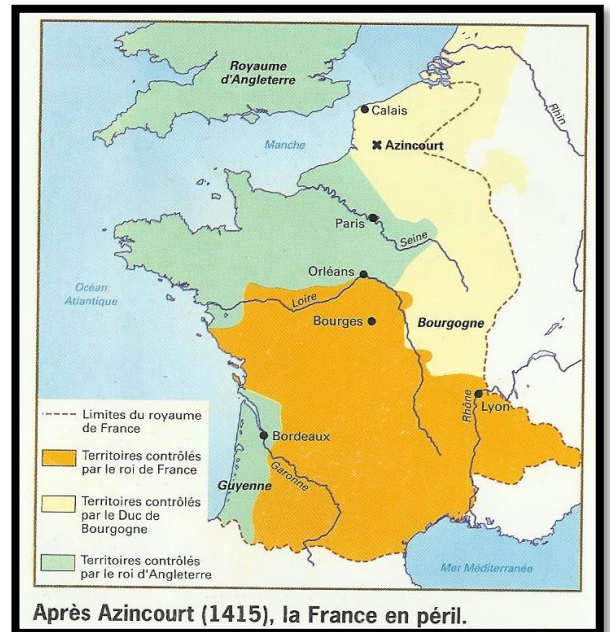 Royaume
d'Angleterre
Calais
Azincourt
Rhin
Manche
Paris
Seine
Orléans
Océan
Atlantique
Loire
Bourges
Bourgogne
Rhône
Lyon
Bordeaux
Garonne
Guyenne
Mer Méditerranée
Limites du royaume
de France
Territoires contrôlés
par le roi de France
Territoires contrôlés
par le Duc de
Bourgogne
Territoires contrôlés
par le roi d'Angleterre
Après Azincourt (1415), la France en péril.